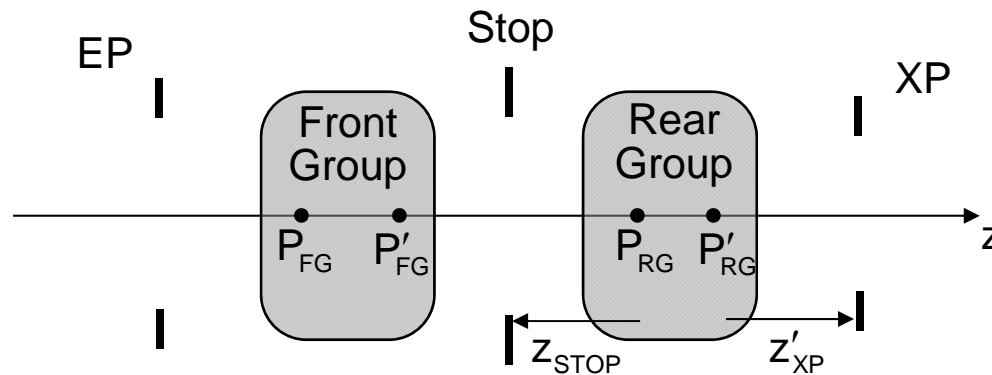 Stop
EP
XP
Front
Group
Rear
Group
P_FG
P′_FG
P_RG
P′_RG
z
z_STOP
z′_XP